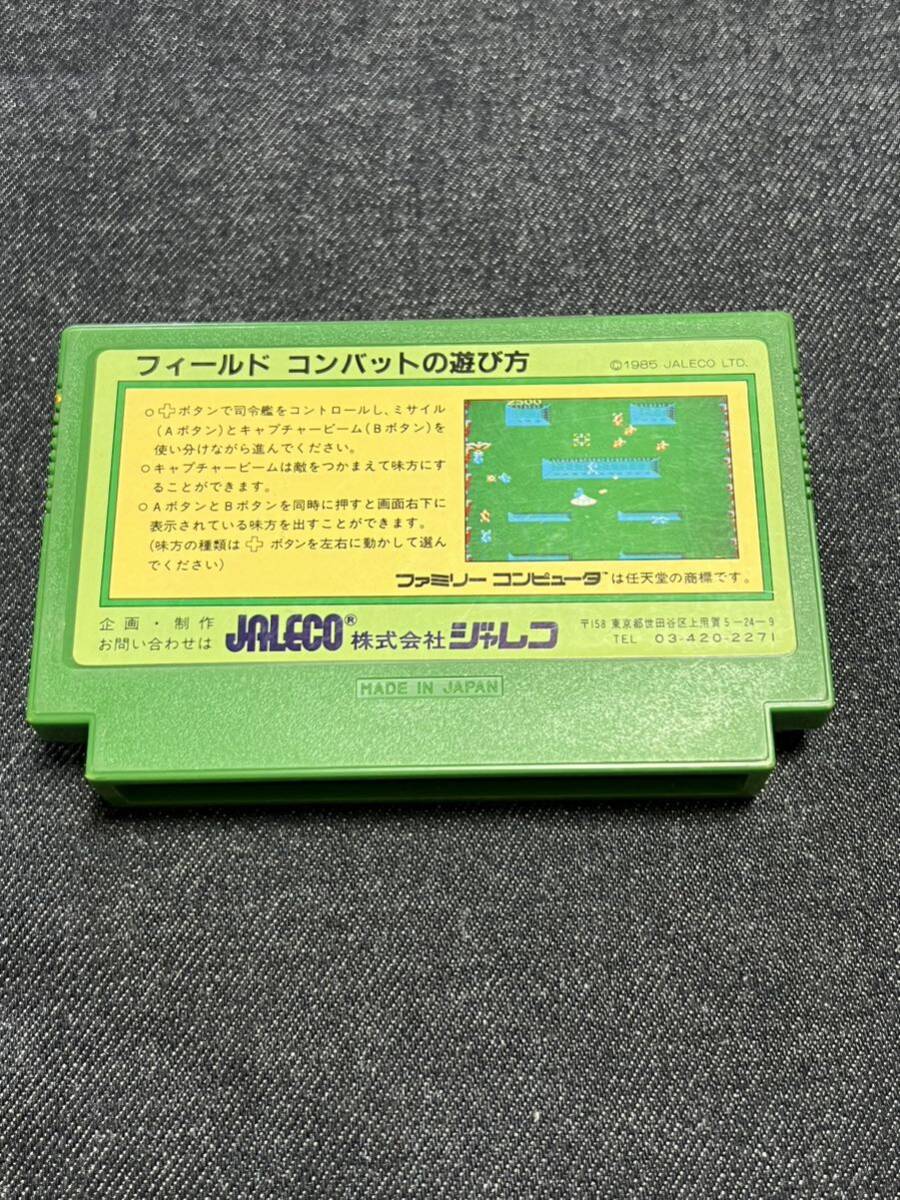 フィールド コンバットの遊び方
©1985 JALECO LTD.
○✚ボタンで司令艦をコントロールし、ミサイル
(Aボタン)とキャプチャービーム(Bボタン)を
使い分けながら進んでください。
○キャプチャービームは敵をつかまえて味方にす
ることができます。
○AボタンとBボタンを同時に押すと画面右下に
表示されている味方を出すことができます。
(味方の種類は✚ボタンを左右に動かして選ん
でください)
2500
ファミリー コンピュータ™は任天堂の商標です。
企画・制作
お問い合わせは
JALECO® 株式会社ジャレコ
〒158 東京都世田谷区上用賀5-24-9
TEL 03-420-2271
MADE IN JAPAN